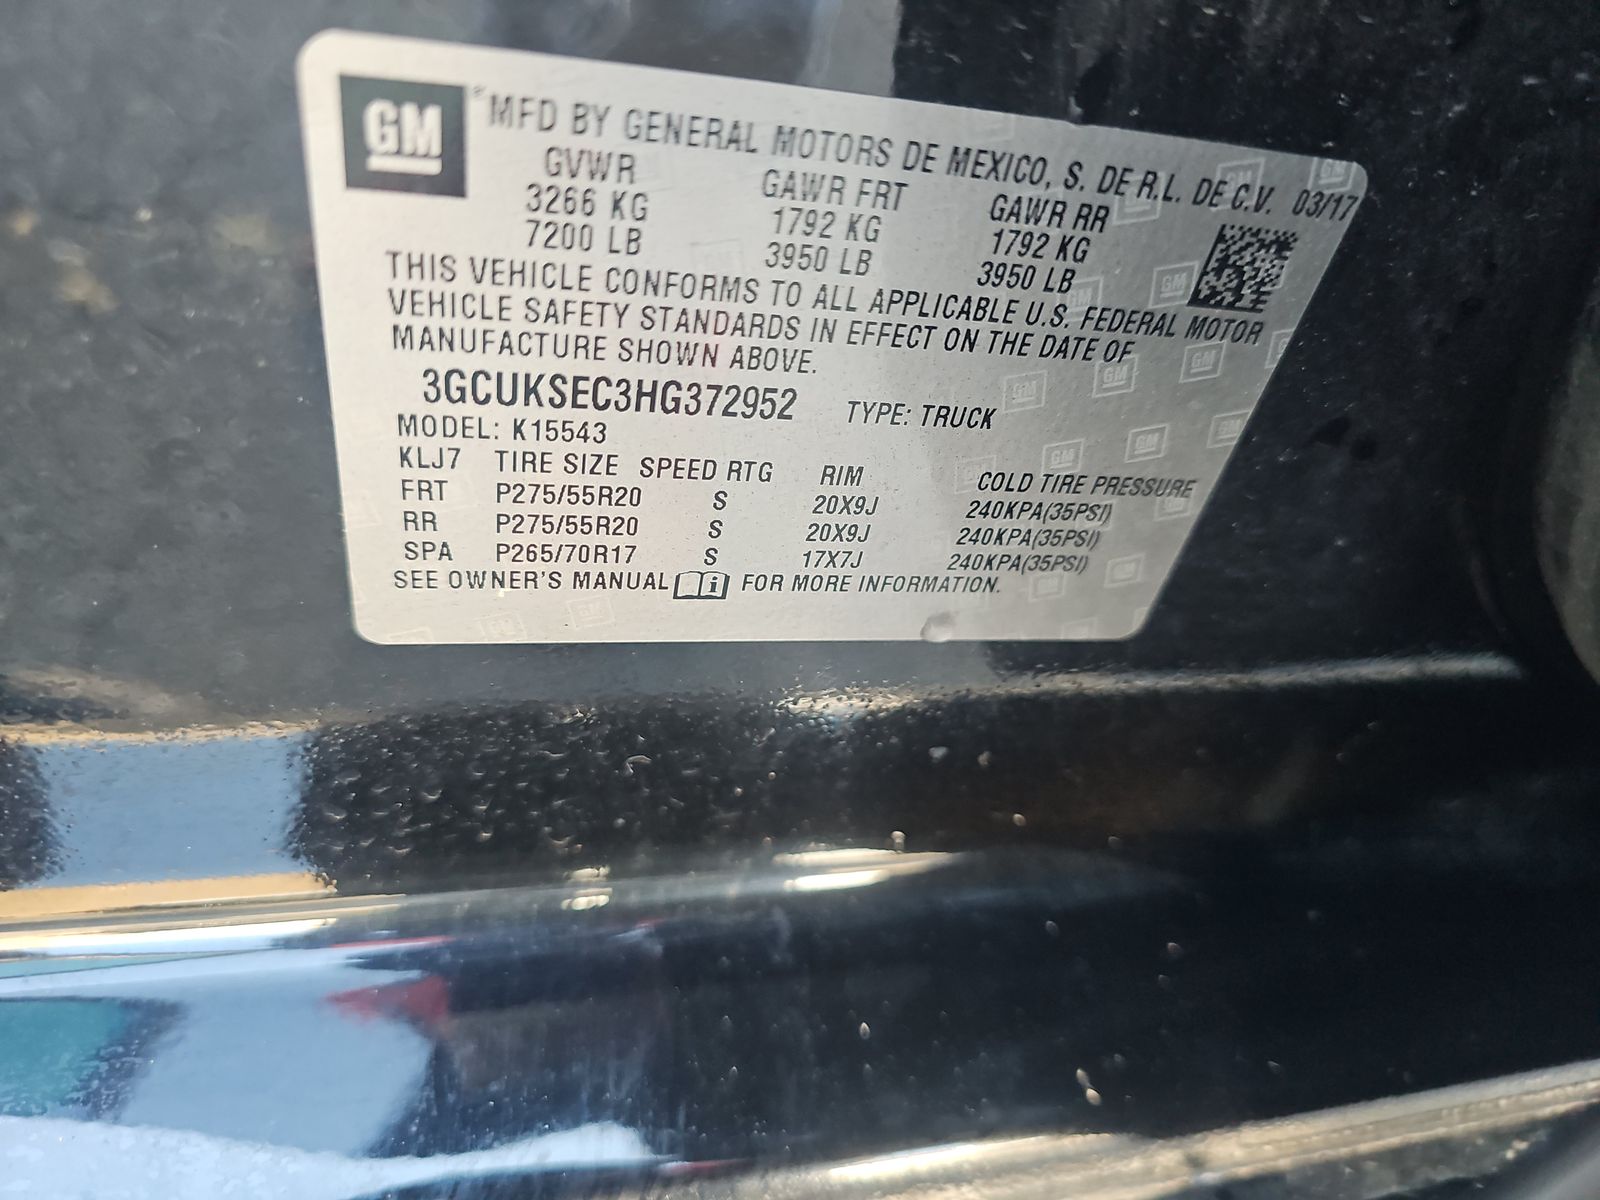 GM ® MFD BY GENERAL MOTORS DE MEXICO, S. DE R.L. DE C.V. 03/17
GVWR GAWR FRT GAWR RR
3266 KG 1792 KG 1792 KG
7200 LB 3950 LB 3950 LB
THIS VEHICLE CONFORMS TO ALL APPLICABLE U.S. FEDERAL MOTOR
VEHICLE SAFETY STANDARDS IN EFFECT ON THE DATE OF
MANUFACTURE SHOWN ABOVE.
3GCUKSEC3HG372952 TYPE: TRUCK
MODEL: K15543
KLJ7 TIRE SIZE SPEED RTG RIM COLD TIRE PRESSURE
FRT P275/55R20 S 20X9J 240KPA(35PSI)
RR P275/55R20 S 20X9J 240KPA(35PSI)
SPA P265/70R17 S 17X7J 240KPA(35PSI)
SEE OWNER'S MANUAL i FOR MORE INFORMATION.